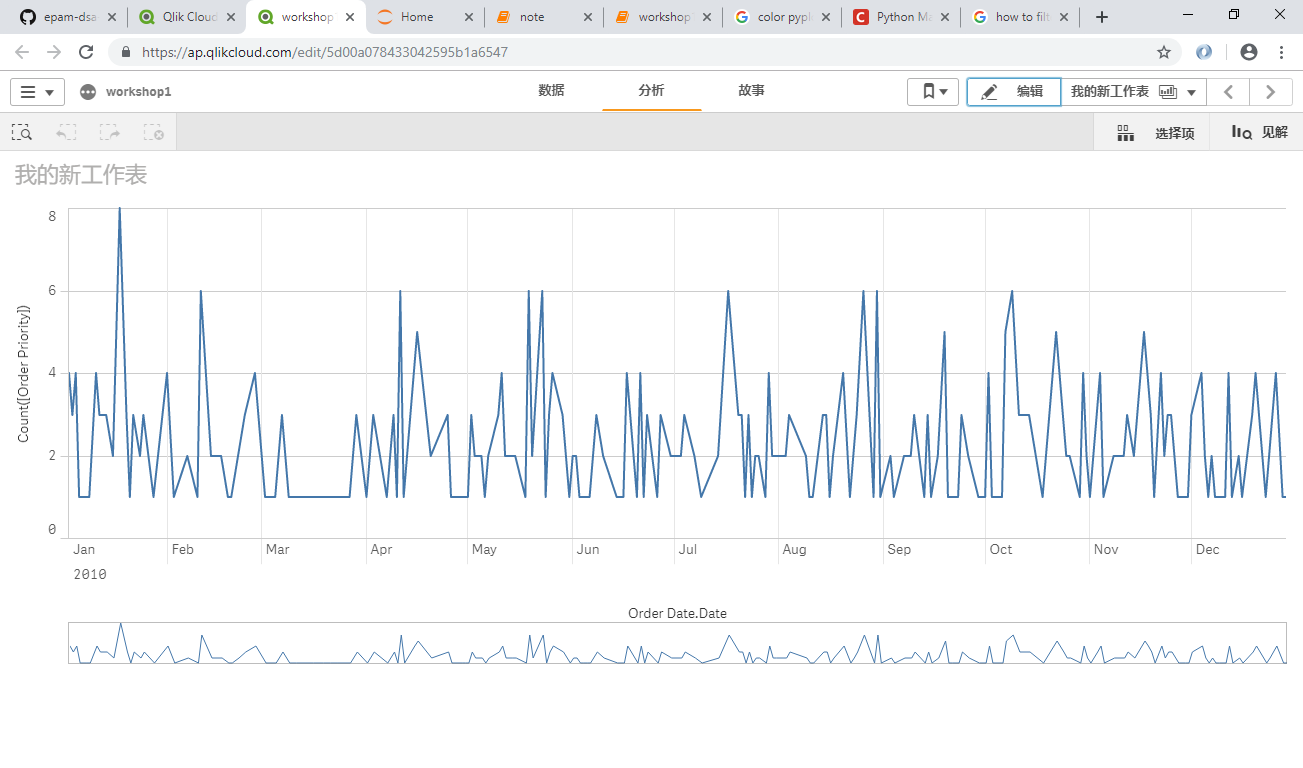 epam-dsa
Qlik Cloud
workshop
Home
note
workshop
color pypl
Python Ma
how to filt
https://ap.qlikcloud.com/edit/5d00a078433042595b1a6547
workshop1
数据
分析
故事
编辑
我的新工作表
选择项
见解
我的新工作表
Count([Order Priority])
8
6
4
2
0
Jan Feb Mar Apr May Jun Jul Aug Sep Oct Nov Dec
2010
Order Date.Date